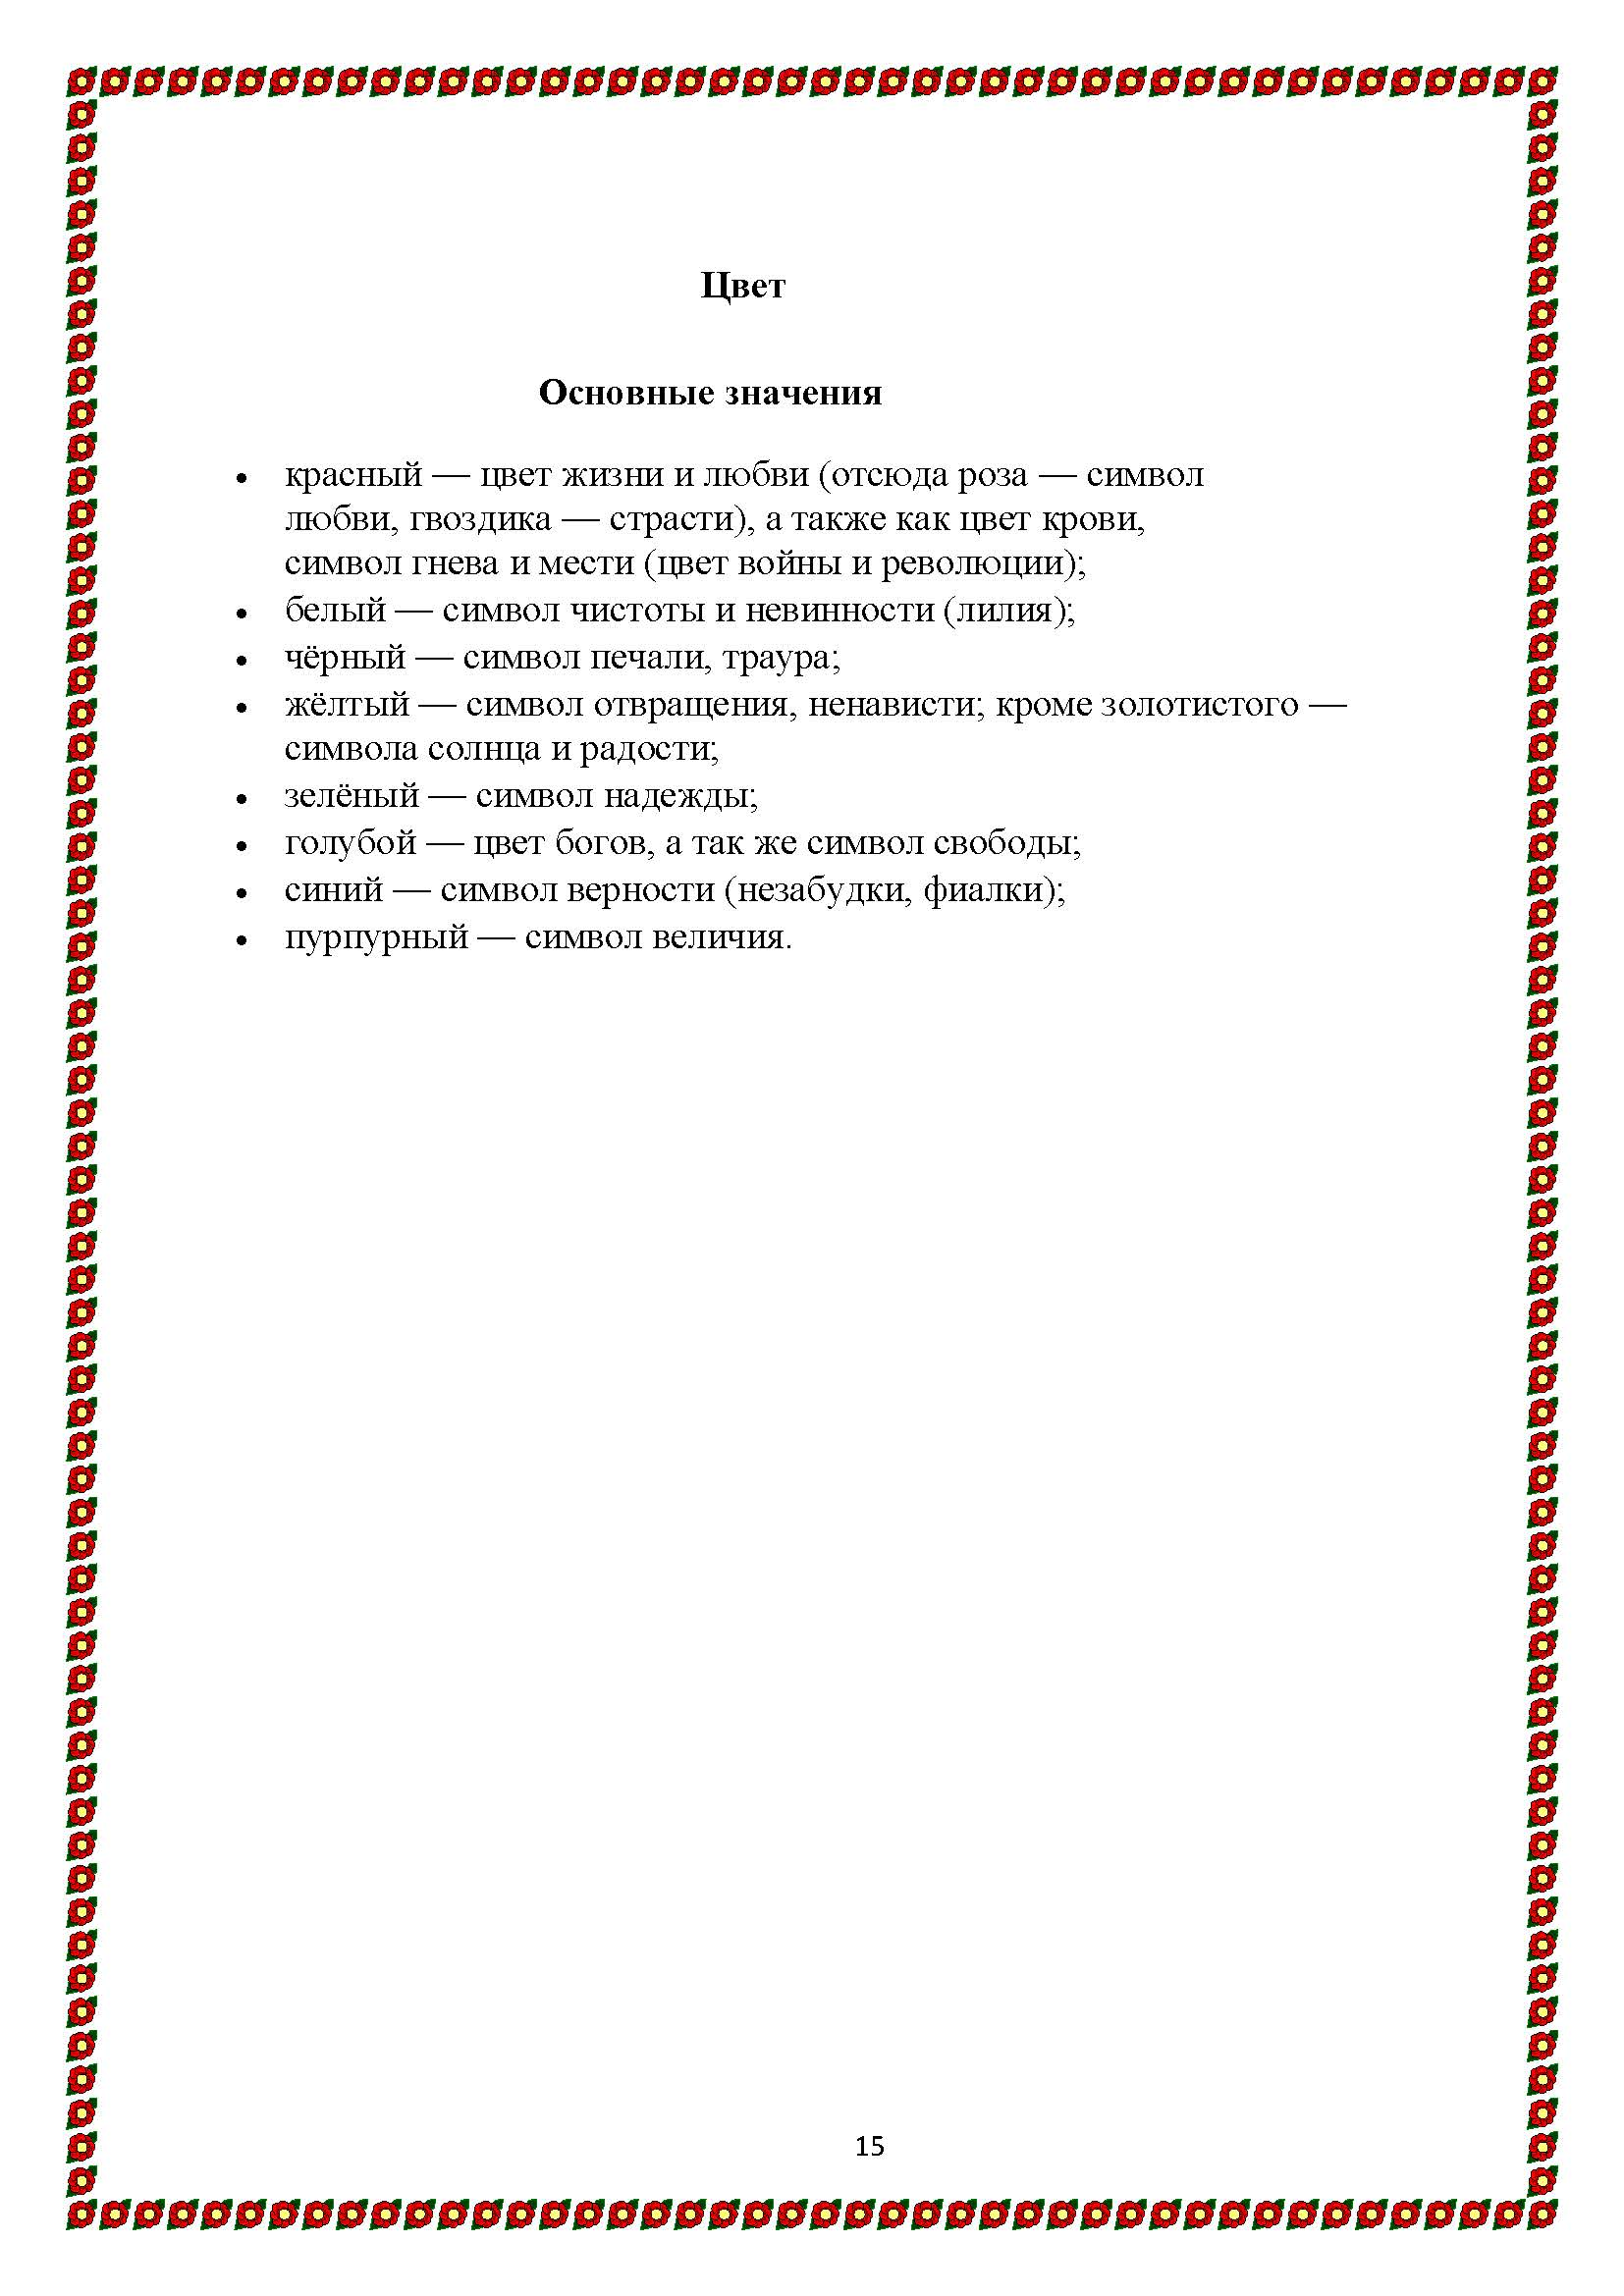 Цвет
Основные значения
• красный — цвет жизни и любви (отсюда роза — символ
любви, гвоздика — страсти), а также как цвет крови,
символ гнева и мести (цвет войны и революции);
• белый — символ чистоты и невинности (лилия);
• чёрный — символ печали, траура;
• жёлтый — символ отвращения, ненависти; кроме золотистого —
символа солнца и радости;
• зелёный — символ надежды;
• голубой — цвет богов, а так же символ свободы;
• синий — символ верности (незабудки, фиалки);
• пурпурный — символ величия.
15